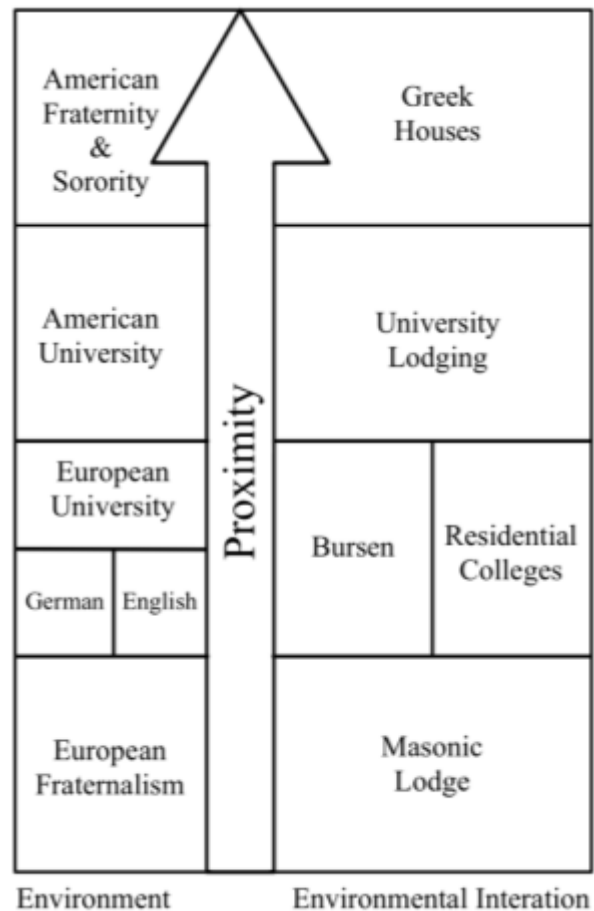 American
Fraternity
&
Sorority
Greek
Houses
American
University
University
Lodging
Proximity
European
University
German
English
Bursen
Residential
Colleges
European
Fraternalism
Masonic
Lodge
Environment
Environmental Interation